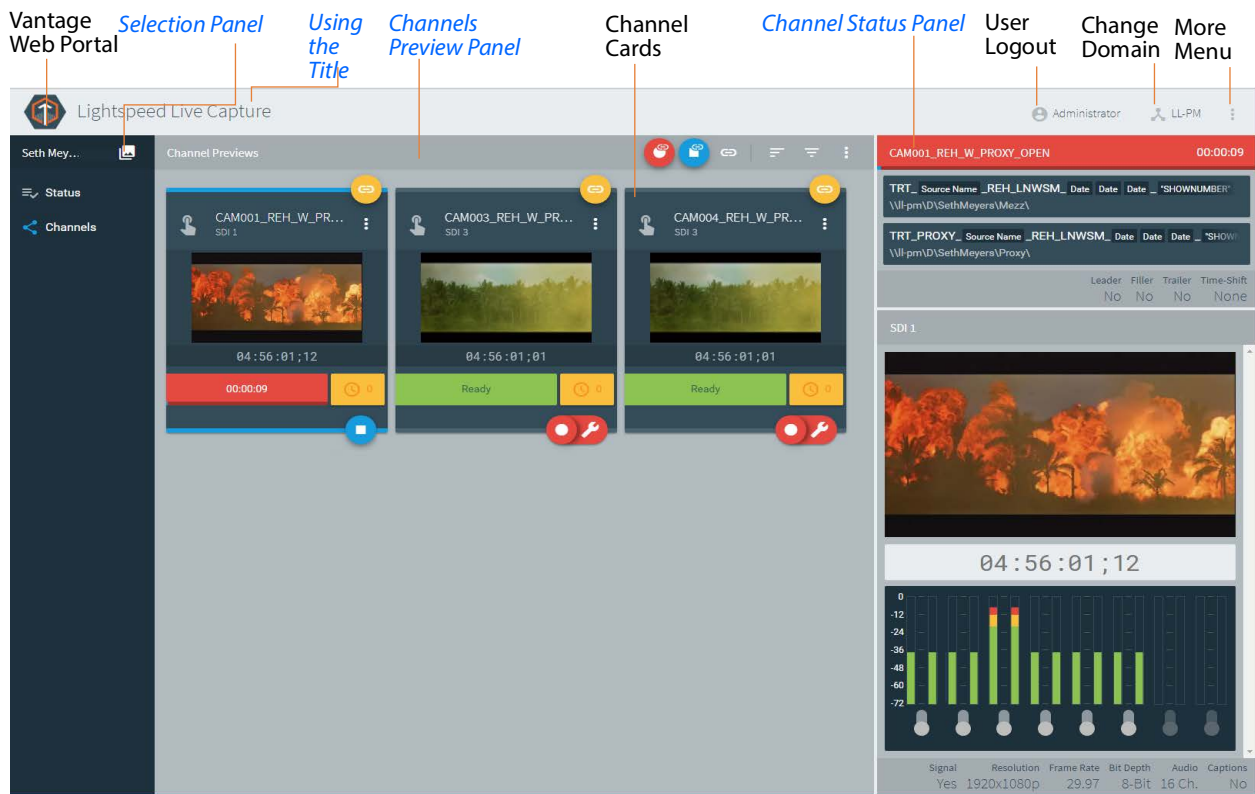 Vantage
Web Portal
Selection Panel
Using
the
Title
Channels
Preview Panel
Channel
Cards
Channel Status Panel
User
Logout
Change
Domain
More
Menu
Lightspeed Live Capture
Administrator
LL-PM
Seth Mey...
Status
Channels
Channel Previews
CAM001_REH_W_PR...
SDI 1
04:56:01;12
00:00:09
0
CAM003_REH_W_PR...
SDI 3
04:56:01;01
Ready
0
CAM004_REH_W_PR...
SDI 3
04:56:01;01
Ready
0
CAM001_REH_W_PROXY_OPEN 00:00:09
TRT_ Source Name _REH_LNWSM_ Date Date Date _ "SHOWNUMBER"
\\ll-pm\D\SethMeyers\Mezz\
TRT_PROXY_ Source Name _REH_LNWSM_ Date Date Date _ "SHOW
\\ll-pm\D\SethMeyers\Proxy\
Leader Filler Trailer Time-Shift
No No No None
SDI 1
04:56:01;12
0
-12
-24
-36
-48
-60
-72
Signal Resolution Frame Rate Bit Depth Audio Captions
Yes 1920x1080p 29.97 8-Bit 16 Ch. No